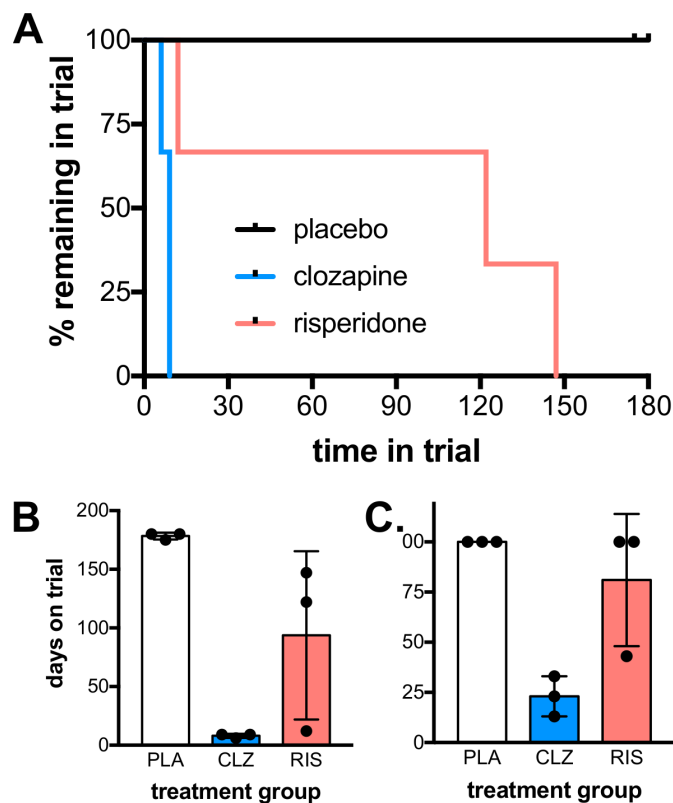 A
100
75
50
25
0
% remaining in trial
placebo
clozapine
risperidone
0 30 60 90 120 150 180
time in trial
B
200
150
100
50
0
days on trial
PLA CLZ RIS
treatment group
C.
00
75
50
25
0
PLA CLZ RIS
treatment group